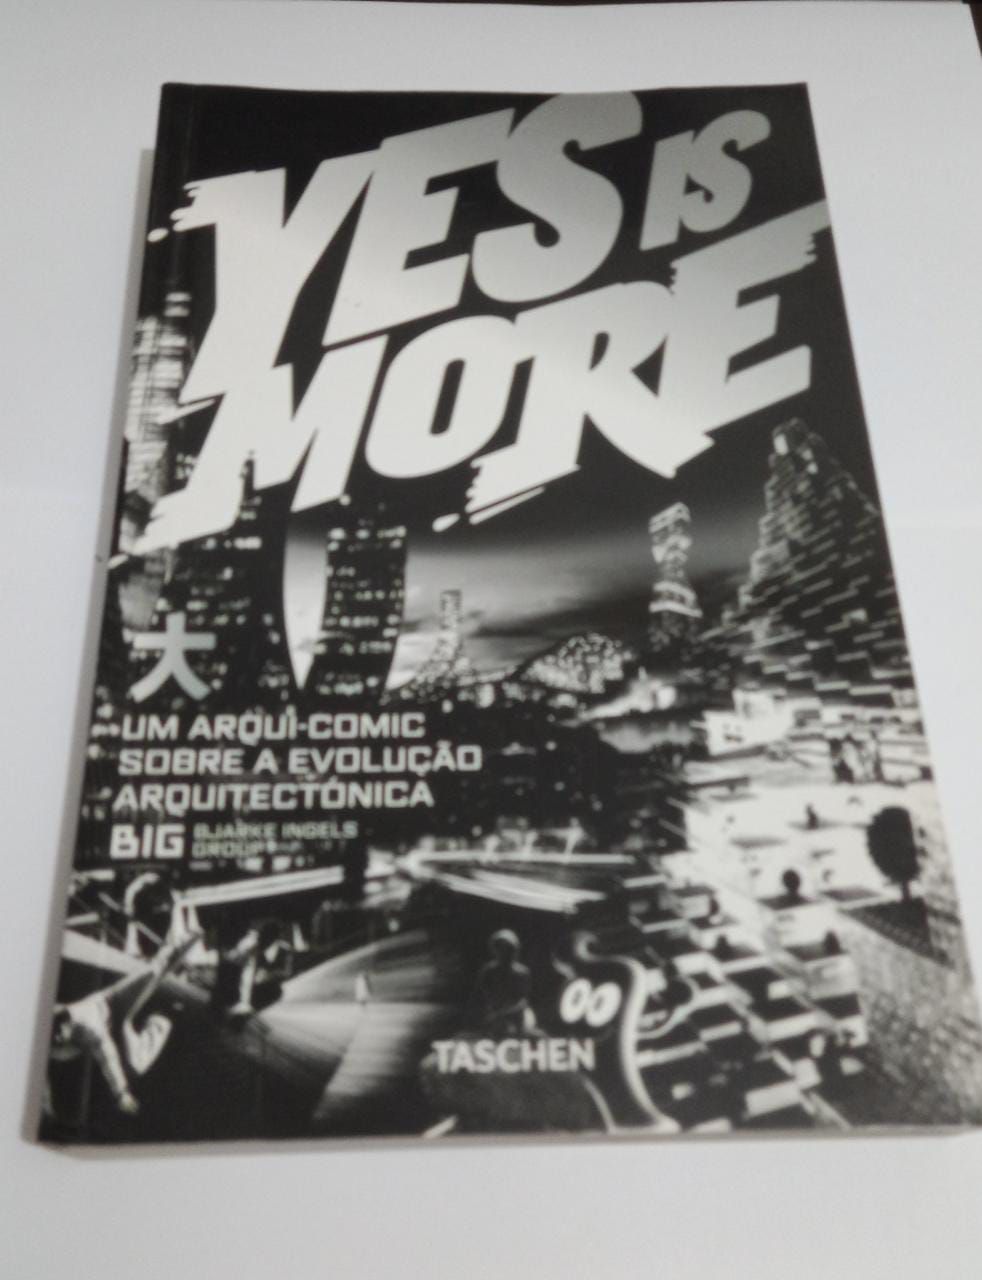 YES IS
MORE
大
UM ARQUI-COMIC
SOBRE A EVOLUÇÃO
ARQUITECTÓNICA
BIG BJARKE INGELS
GROUP
TASCHEN